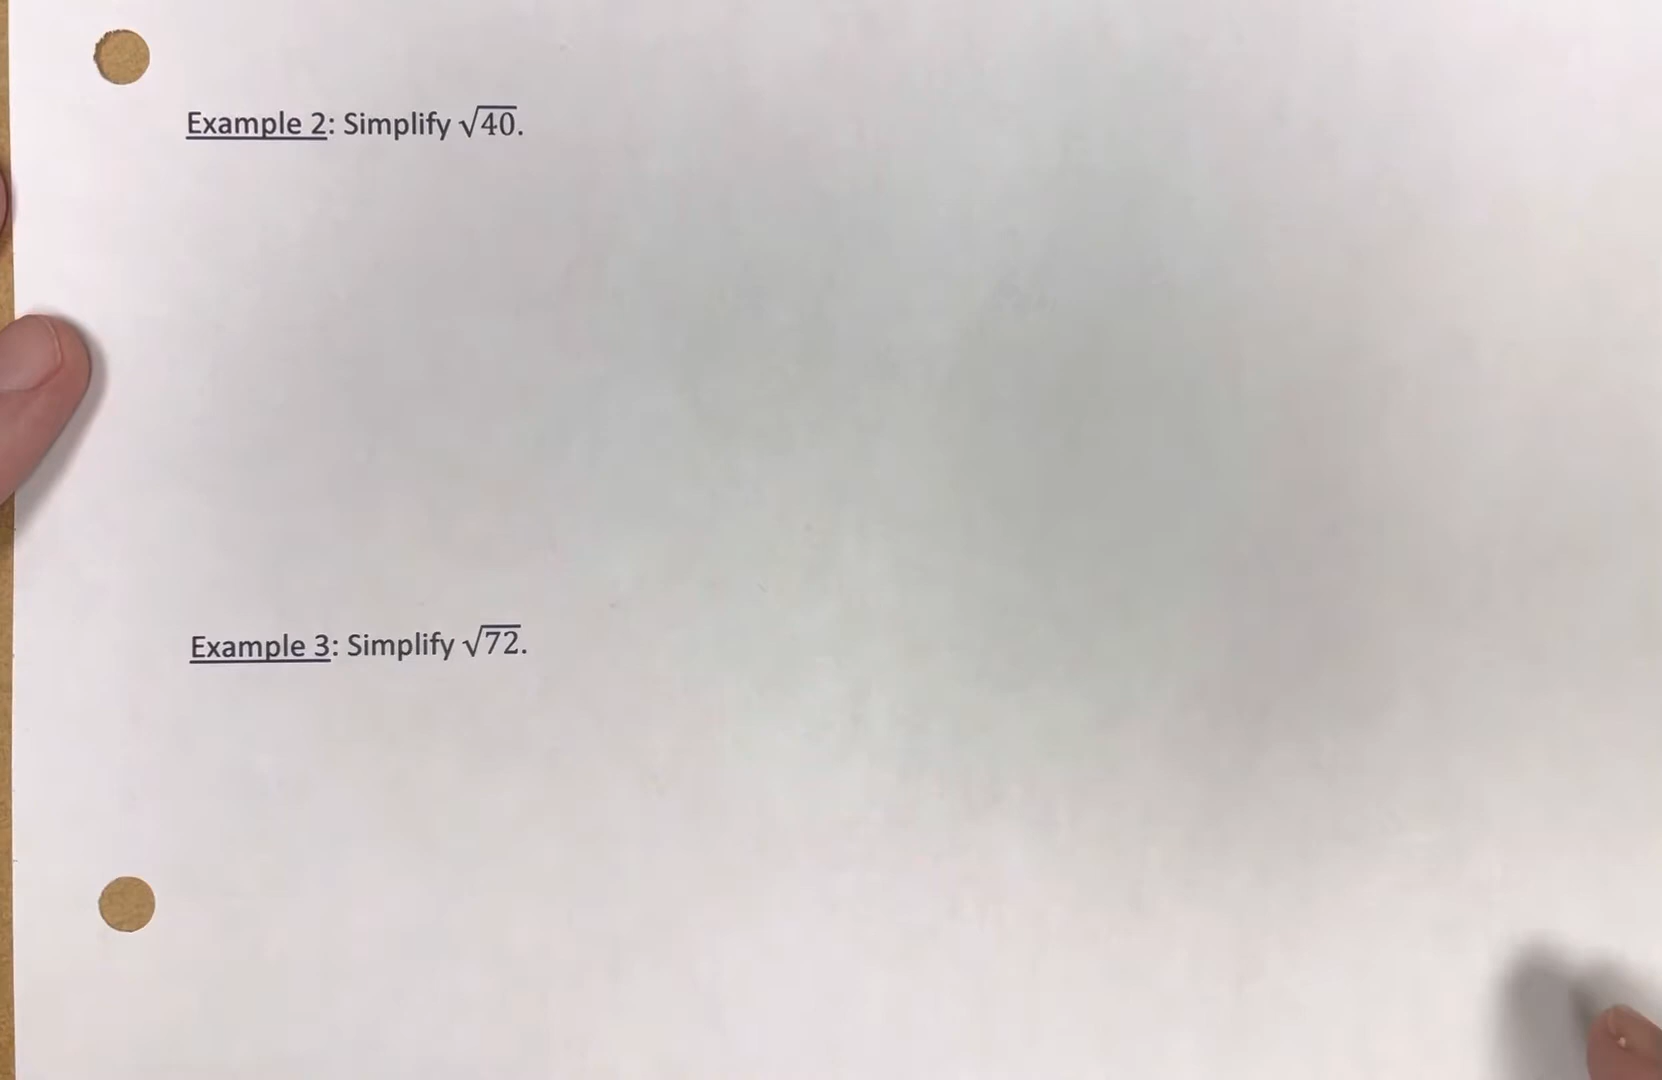 Example 2: Simplify √40.
Example 3: Simplify √72.